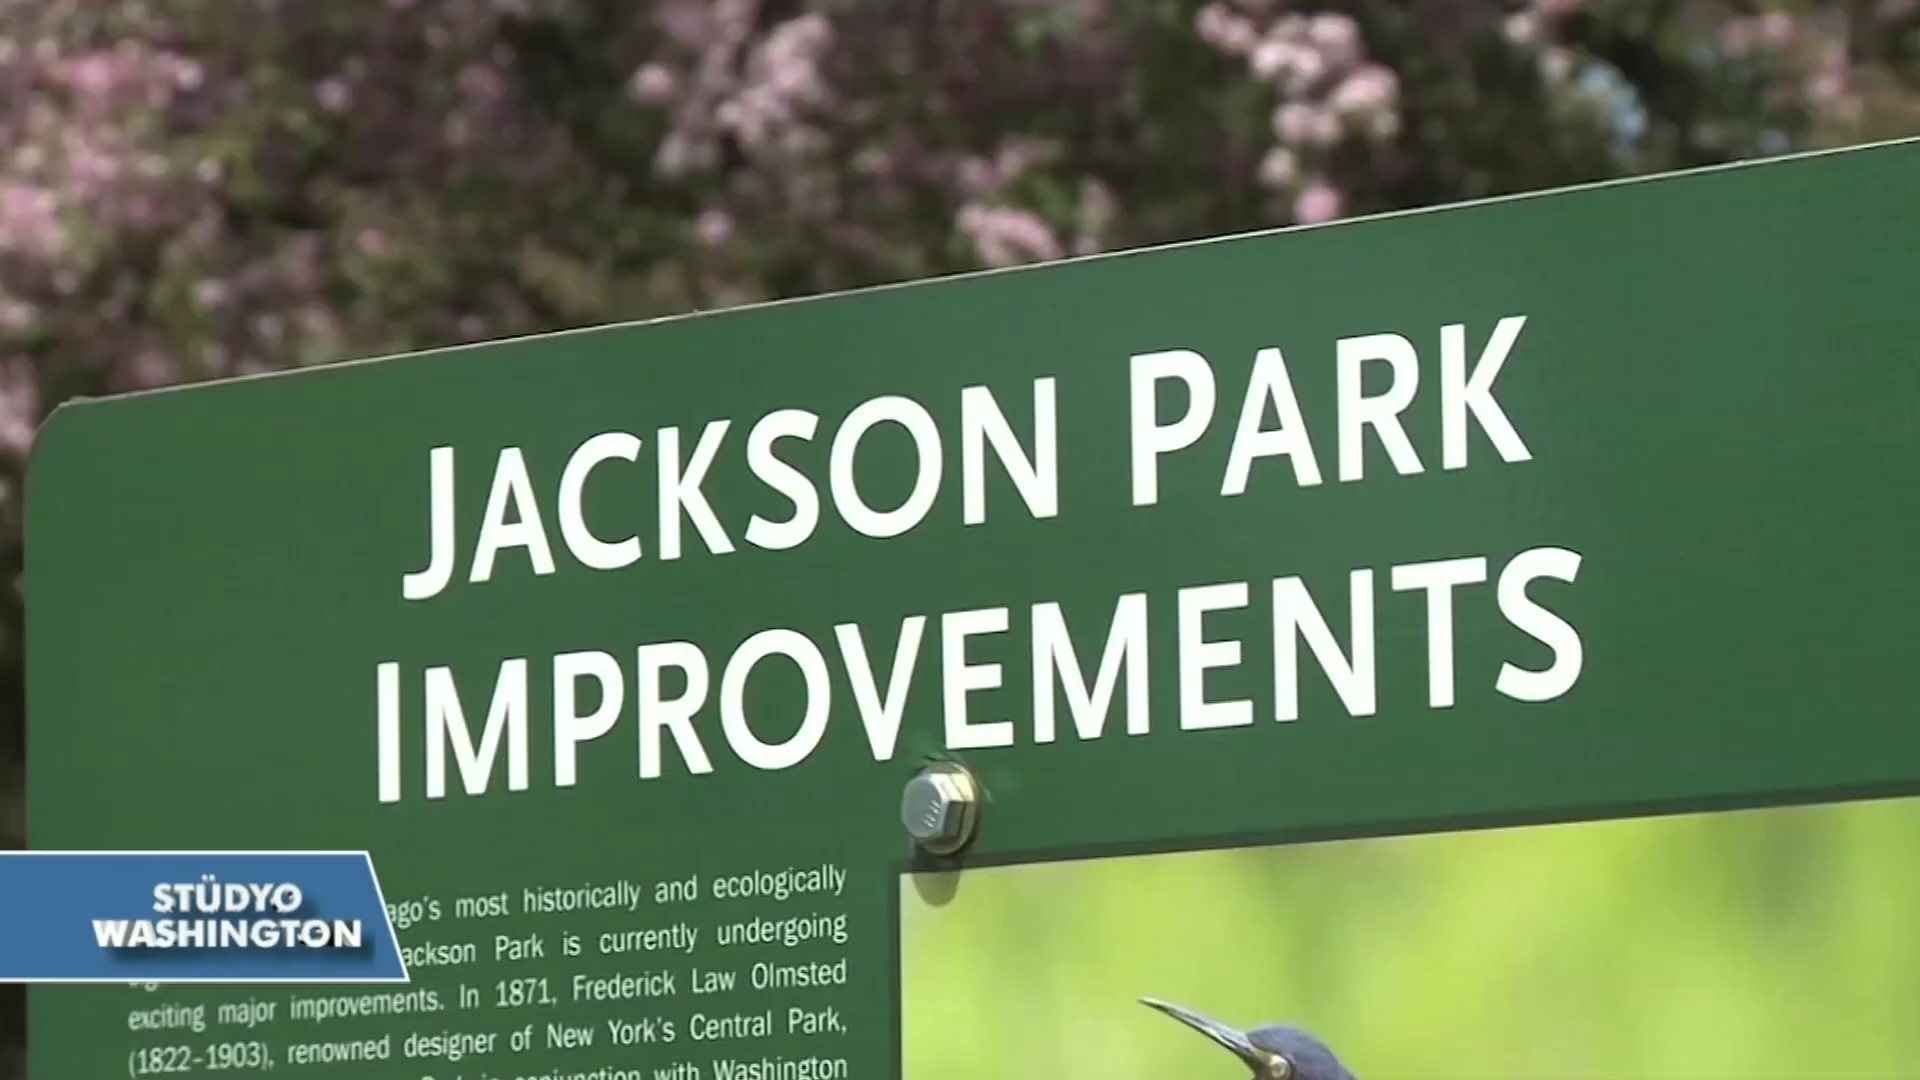 JACKSON PARK
IMPROVEMENTS
ago's most historically and ecologically
ackson Park is currently undergoing
exciting major improvements. In 1871, Frederick Law Olmsted
(1822-1903), renowned designer of New York's Central Park,
conjunction with Washington
STÜDYO
WASHINGTON